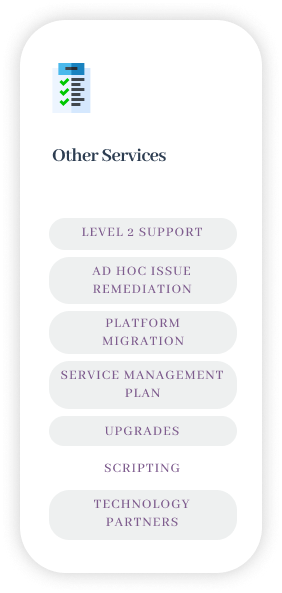 Other Services
LEVEL 2 SUPPORT
AD HOC ISSUE
REMEDIATION
PLATFORM
MIGRATION
SERVICE MANAGEMENT
PLAN
UPGRADES
SCRIPTING
TECHNOLOGY
PARTNERS